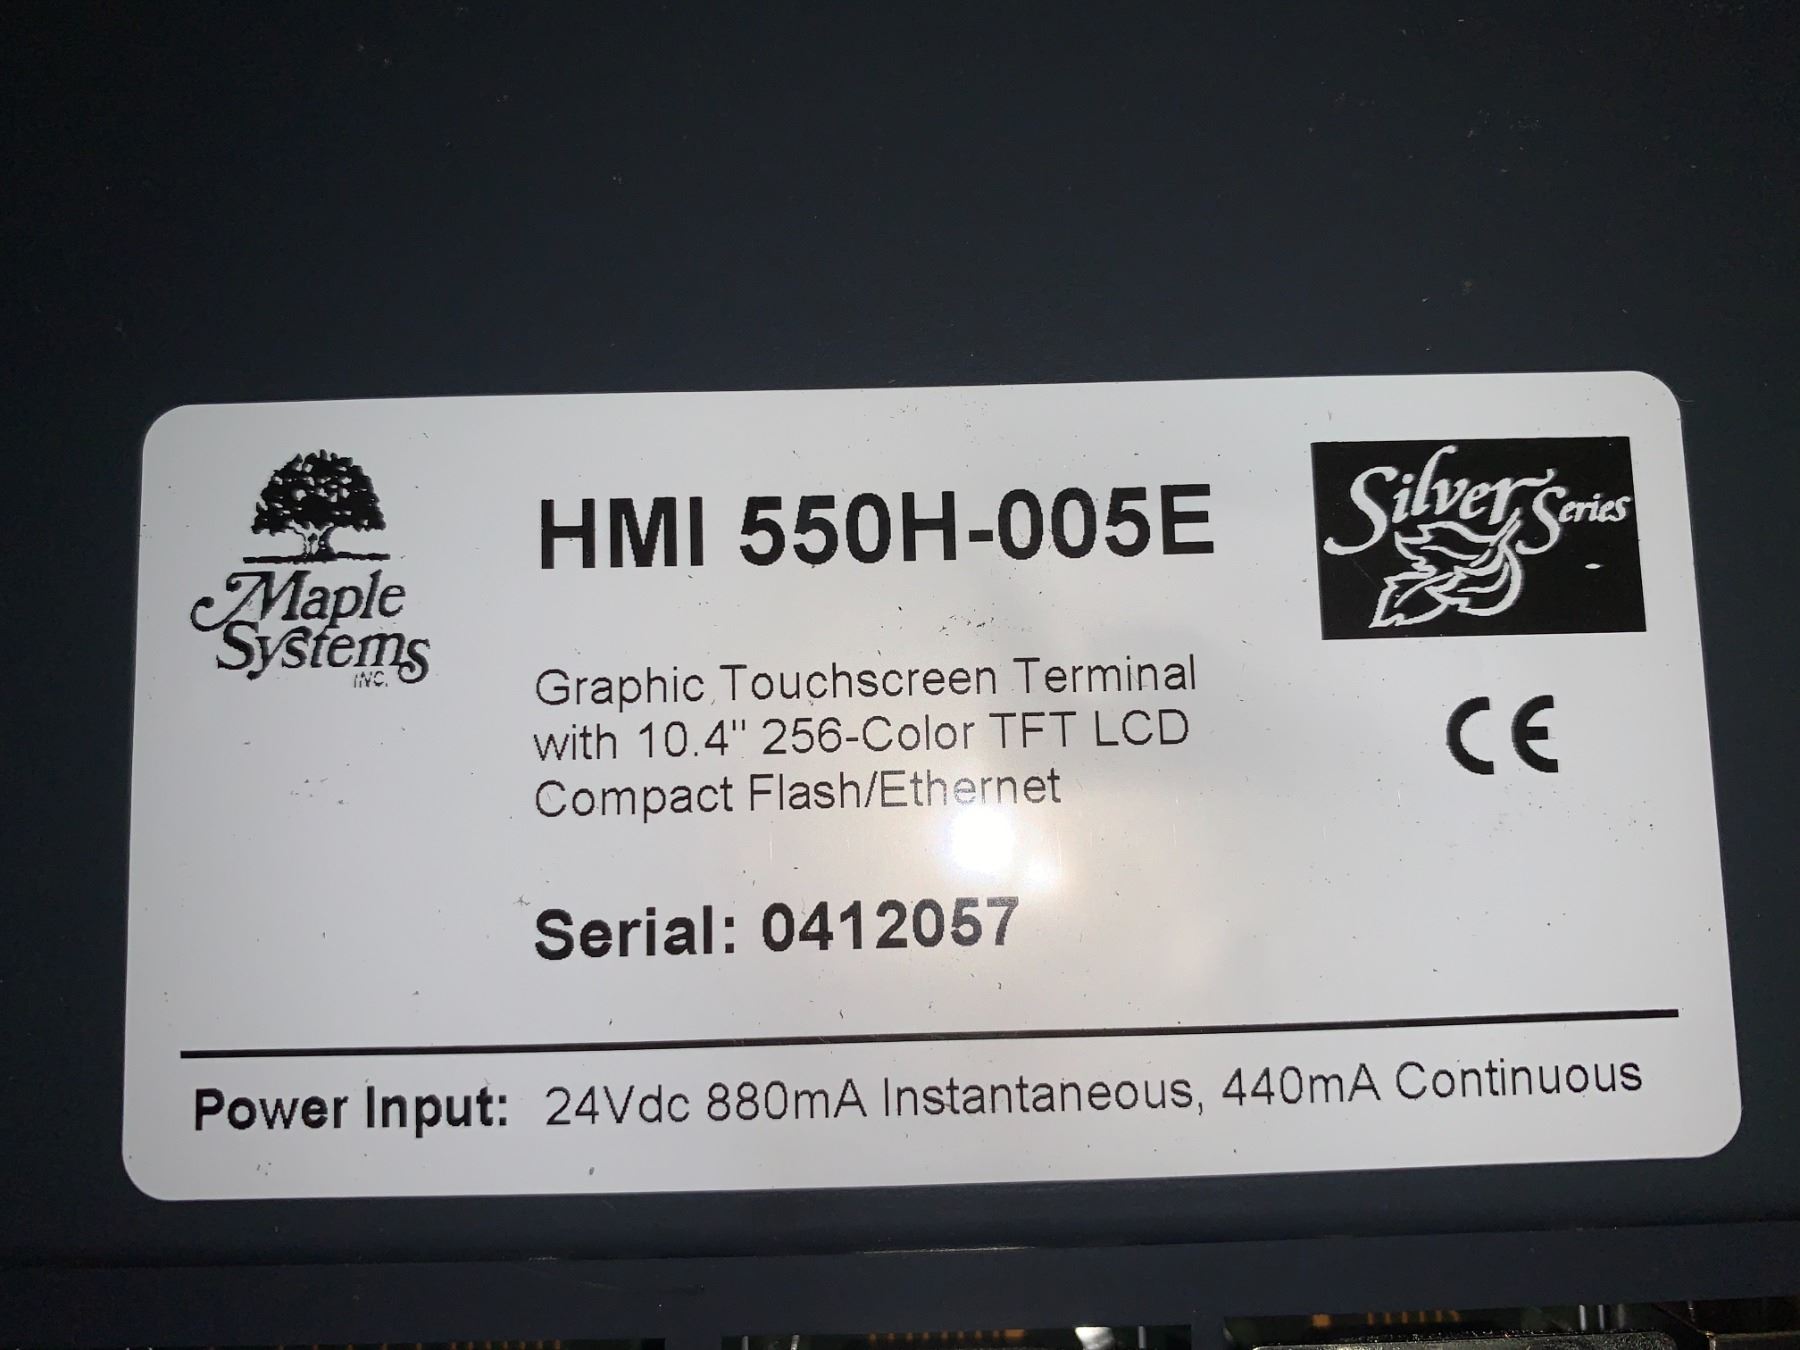 Maple
Systems
INC.
HMI 550H-005E
Silver Series
Graphic Touchscreen Terminal
with 10.4" 256-Color TFT LCD
Compact Flash/Ethernet
CE
Serial: 0412057
Power Input: 24Vdc 880mA Instantaneous, 440mA Continuous